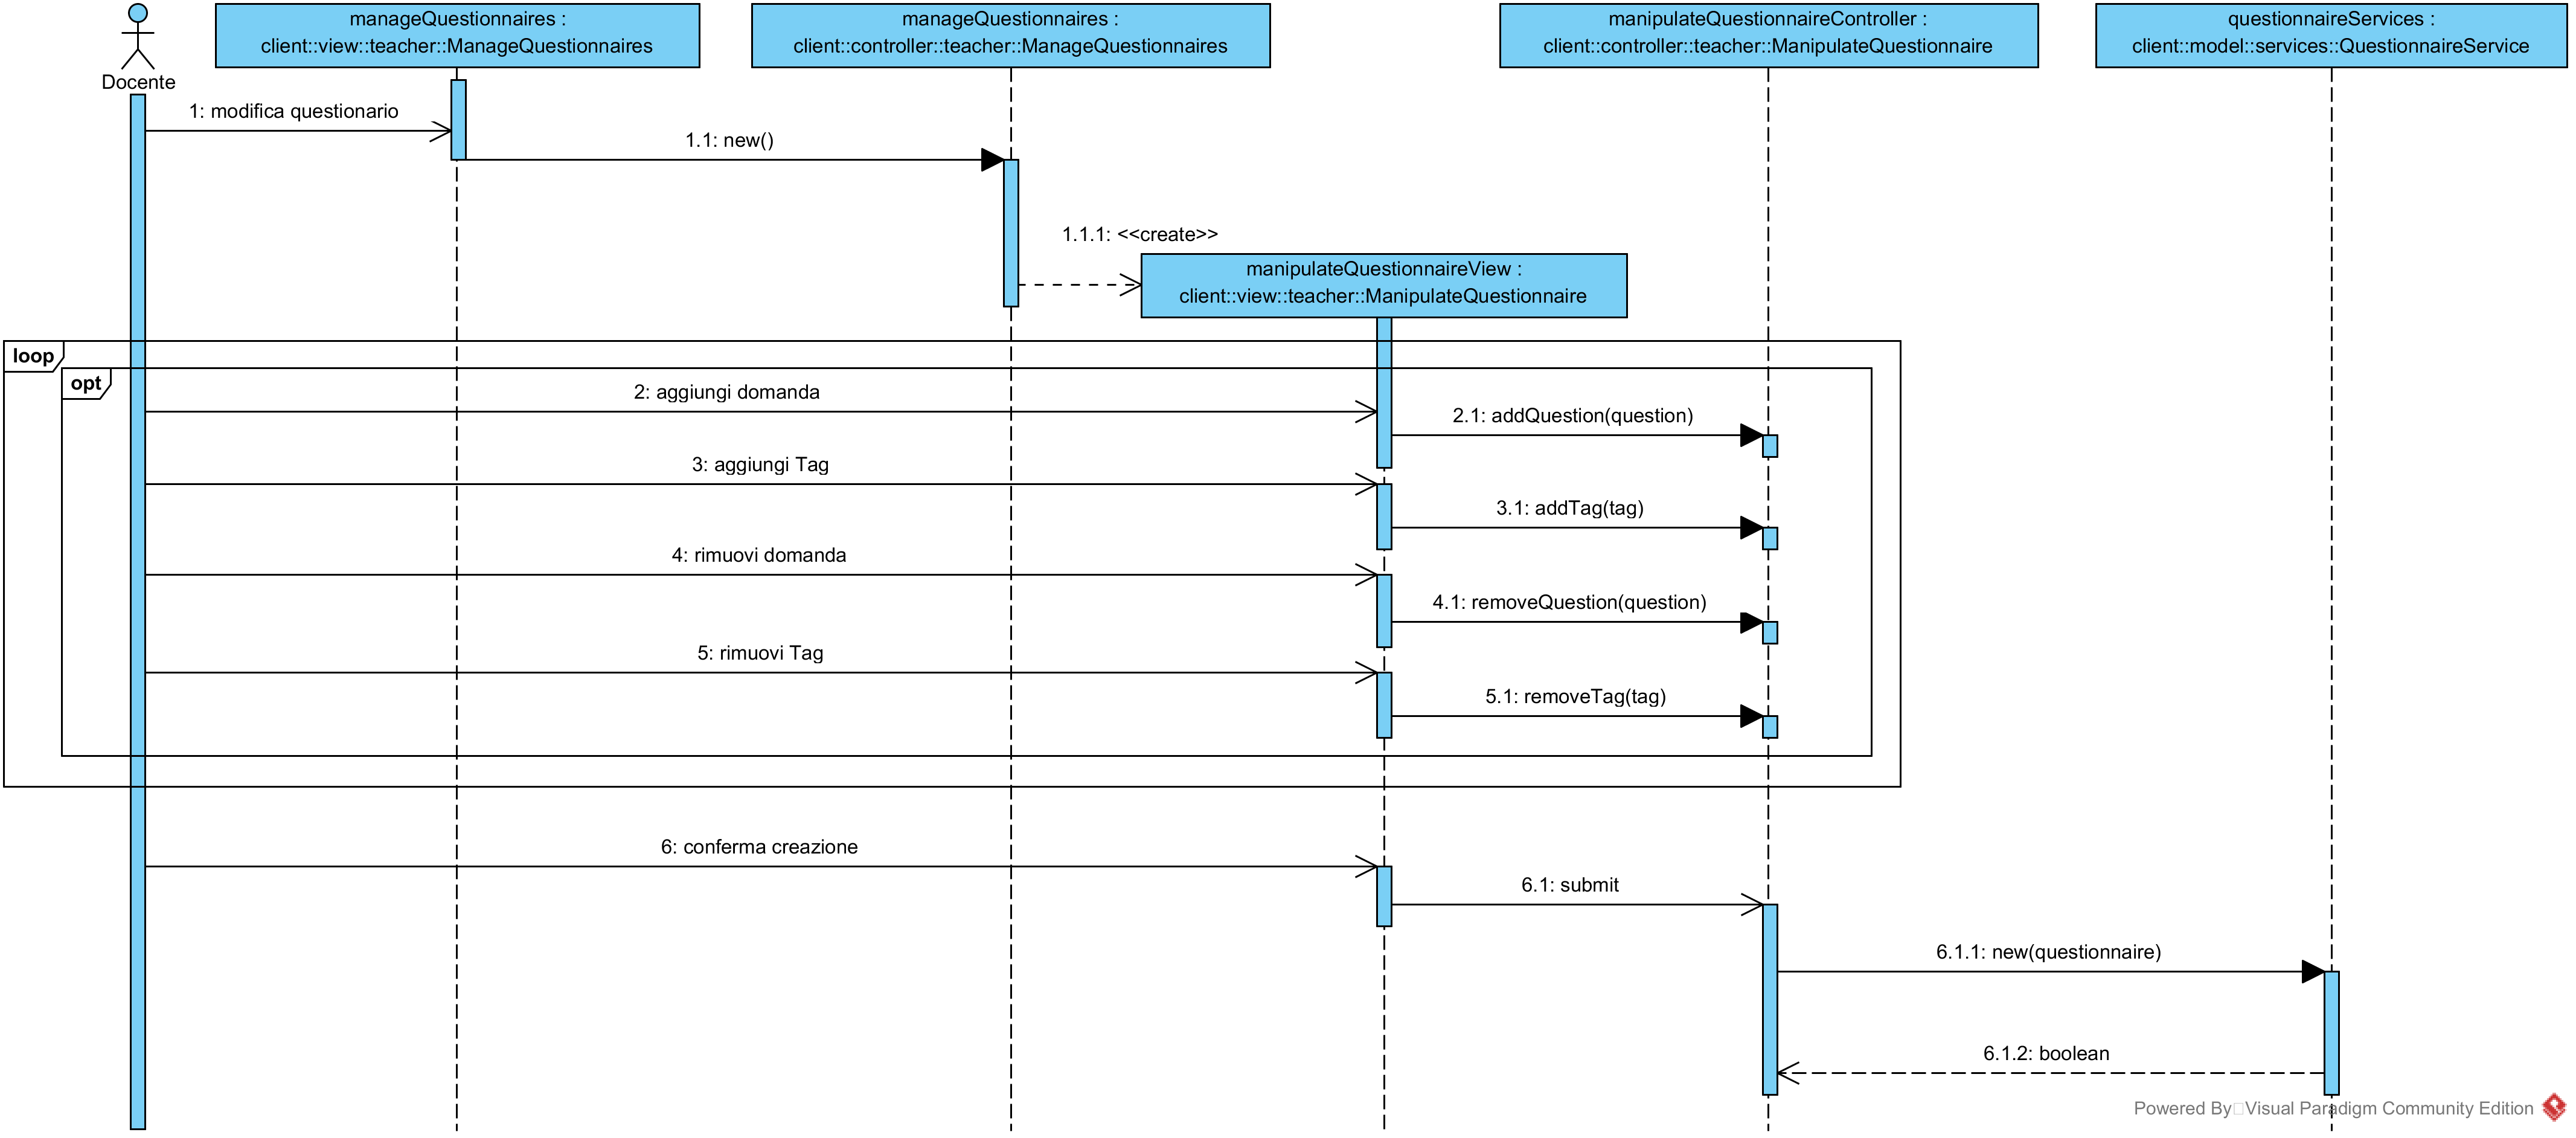 manageQuestionnaires :
client::view::teacher::ManageQuestionnaires
manageQuestionnaires :
client::controller::teacher::ManageQuestionnaires
manipulateQuestionnaireController :
client::controller::teacher::ManipulateQuestionnaire
questionnaireServices :
client::model::services::QuestionnaireService
Docente
1: modifica questionario
1.1: new()
1.1.1: <<create>>
manipulateQuestionnaireView :
client::view::teacher::ManipulateQuestionnaire
loop
opt
2: aggiungi domanda
2.1: addQuestion(question)
3: aggiungi Tag
3.1: addTag(tag)
4: rimuovi domanda
4.1: removeQuestion(question)
5: rimuovi Tag
5.1: removeTag(tag)
6: conferma creazione
6.1: submit
6.1.1: new(questionnaire)
6.1.2: boolean
Powered By Visual Paradigm Community Edition